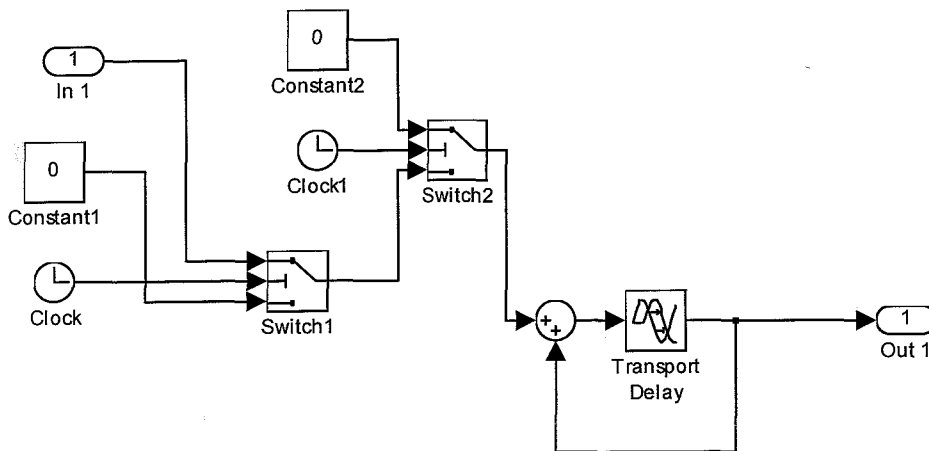 0
Constant2
1
In 1
Clock1
Switch2
0
Constant1
Clock
Switch1
+
+
Transport
Delay
1
Out 1